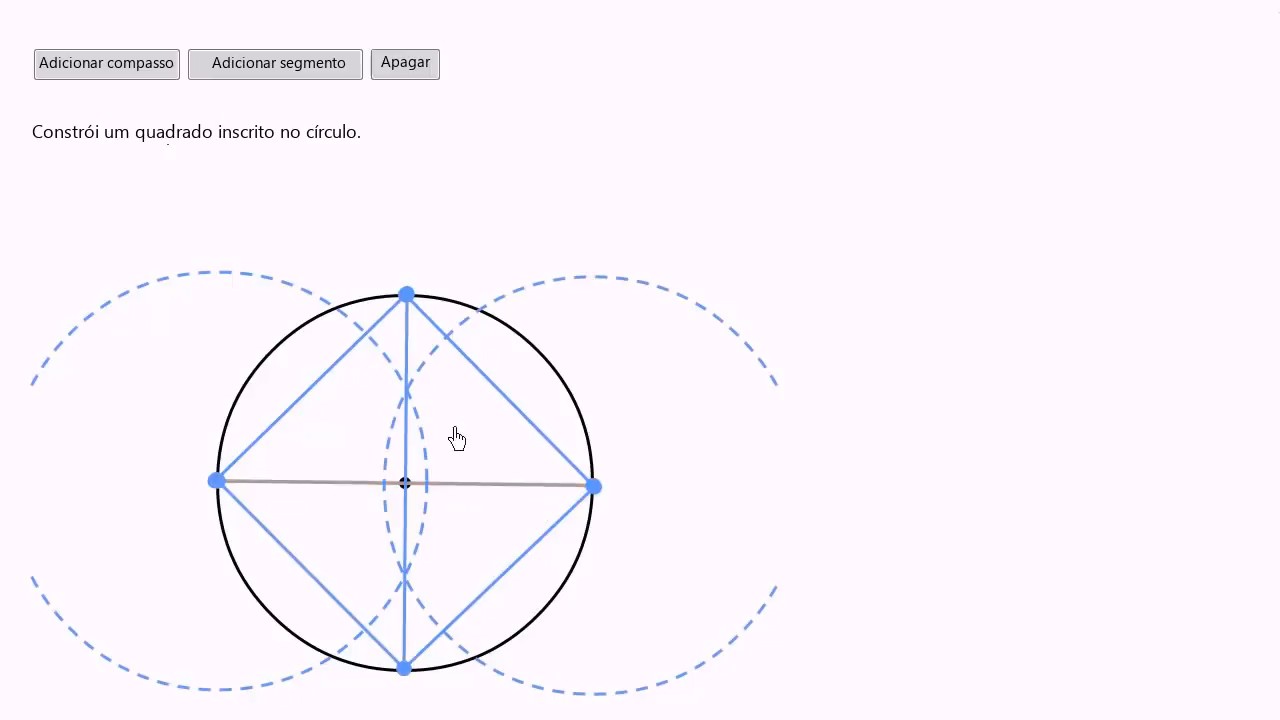 Adicionar compasso Adicionar segmento Apagar
Constrói um quadrado inscrito no círculo.